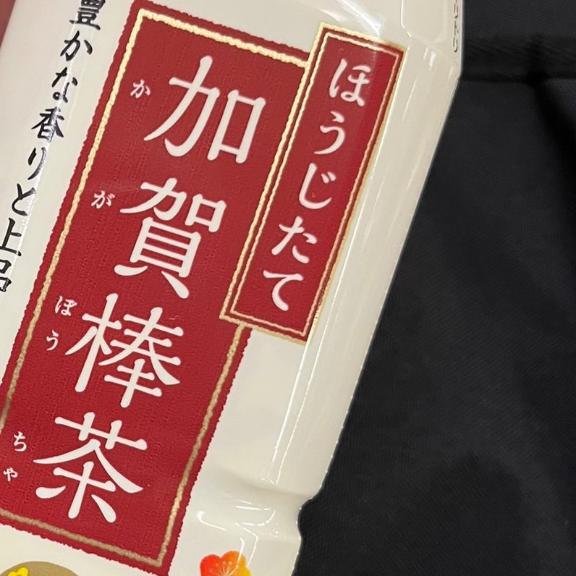 ほうじたて
加賀棒茶
かがぼうちゃ
豊かな香りと上品